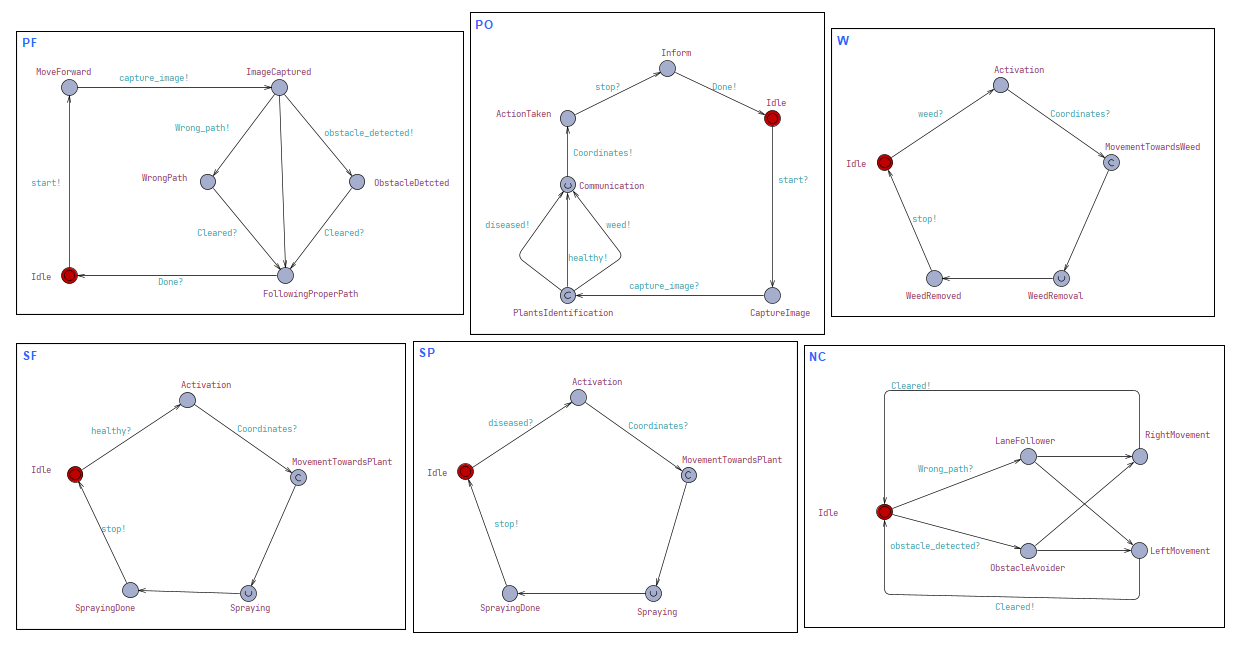 PF
MoveForward
capture_image!
ImageCaptured
Wrong_path!
obstacle_detected!
start!
WrongPath
ObstacleDetcted
Cleared?
Cleared?
Idle
Done?
FollowingProperPath
PO
Inform
stop?
Done!
Idle
ActionTaken
Coordinates!
start?
Communication
diseased!
weed!
healthy!
capture_image?
PlantsIdentification
CaptureImage
W
Activation
weed?
Coordinates?
MovementTowardsWeed
Idle
stop!
WeedRemoved
WeedRemoval
SF
Activation
healthy?
Coordinates?
MovementTowardsPlant
Idle
stop!
SprayingDone
Spraying
SP
Activation
diseased?
Coordinates?
MovementTowardsPlant
Idle
stop!
SprayingDone
Spraying
NC
Cleared!
LaneFollower
RightMovement
Wrong_path?
Idle
obstacle_detected?
LeftMovement
ObstacleAvoider
Cleared!